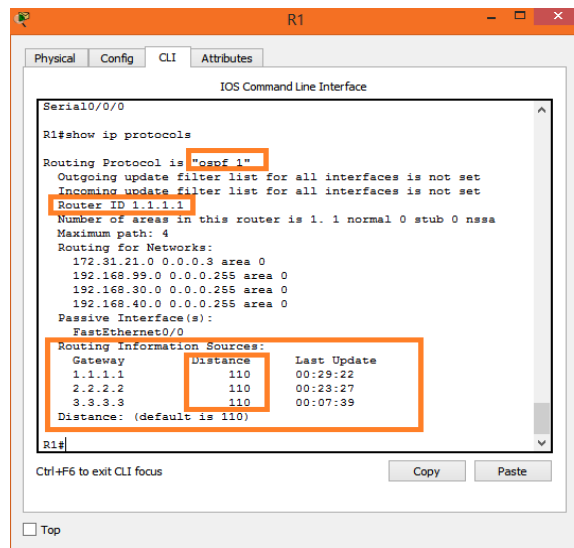 R1
Physical Config CLI Attributes
IOS Command Line Interface
Serial0/0/0
R1#show ip protocols
Routing Protocol is "ospf 1"
Outgoing update filter list for all interfaces is not set
Incoming update filter list for all interfaces is not set
Router ID 1.1.1.1
Number of areas in this router is 1. 1 normal 0 stub 0 nssa
Maximum path: 4
Routing for Networks:
172.31.21.0 0.0.0.3 area 0
192.168.99.0 0.0.0.255 area 0
192.168.30.0 0.0.0.255 area 0
192.168.40.0 0.0.0.255 area 0
Passive Interface(s):
FastEthernet0/0
Routing Information Sources:
Gateway Distance Last Update
1.1.1.1 110 00:29:22
2.2.2.2 110 00:23:27
3.3.3.3 110 00:07:39
Distance: (default is 110)
R1#
Ctrl+F6 to exit CLI focus Copy Paste
Top